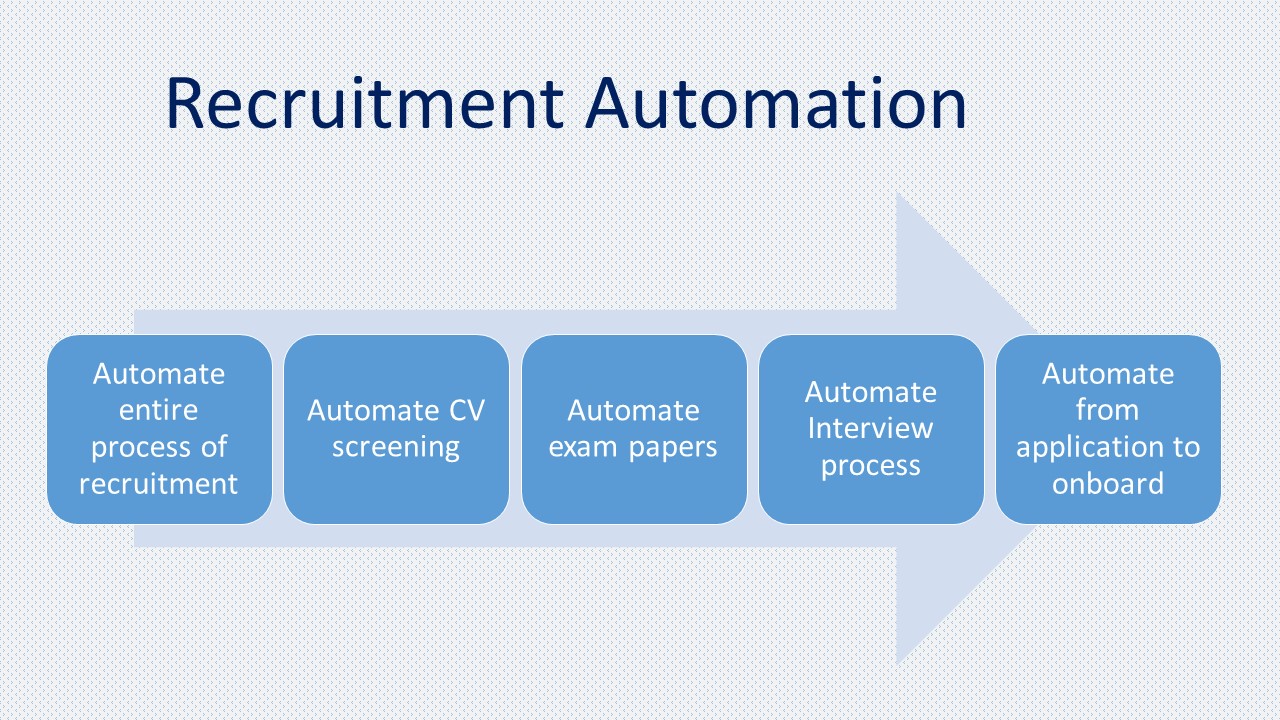 Recruitment Automation
Automate
entire
process of
recruitment
Automate CV
screening
Automate
exam papers
Automate
Interview
process
Automate
from
application to
onboard